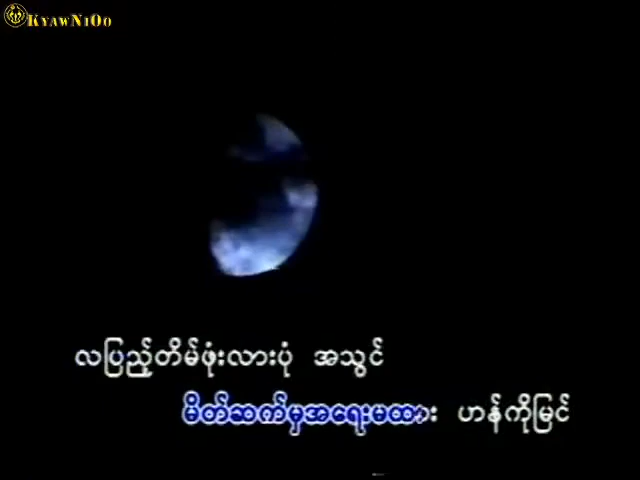 KyawNiOo
လပြည့်တိမ်ဖုံးလားပုံ အသွင်
မိတ်ဆက်မှအရေးမထား ဟန်ကိုမြင်